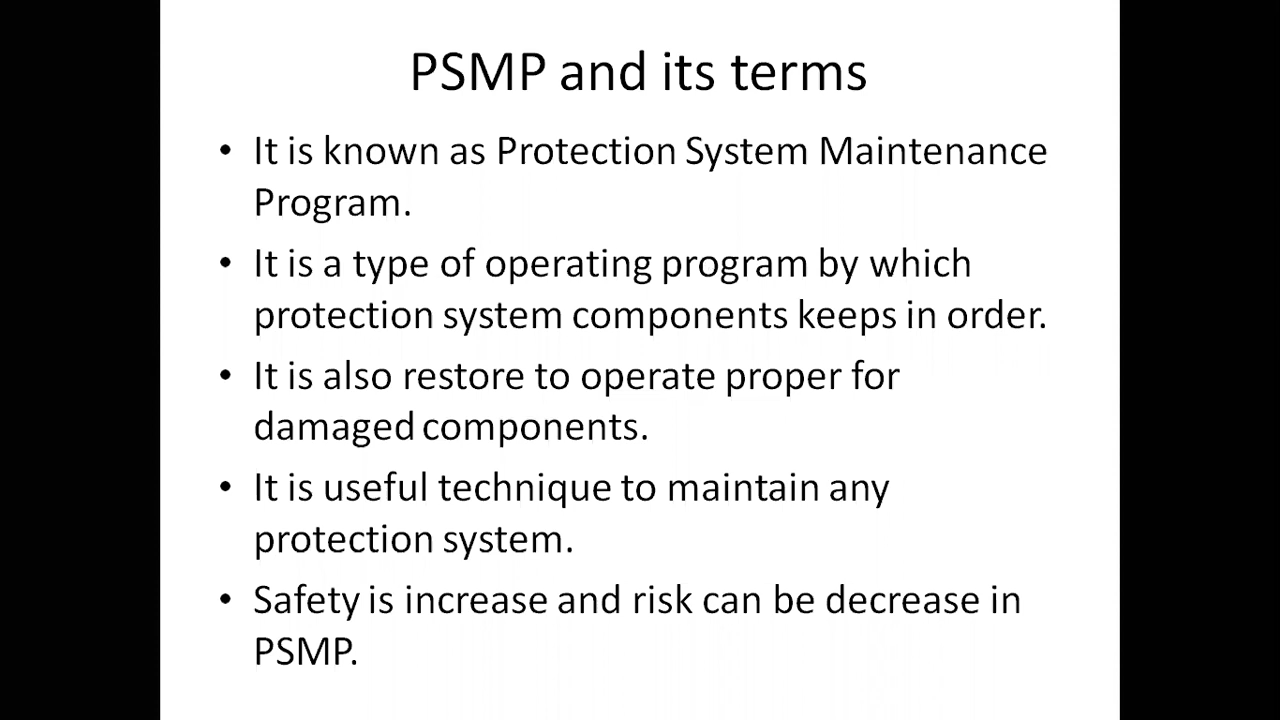 PSMP and its terms
• It is known as Protection System Maintenance
Program.
• It is a type of operating program by which
protection system components keeps in order.
• It is also restore to operate proper for
damaged components.
• It is useful technique to maintain any
protection system.
• Safety is increase and risk can be decrease in
PSMP.